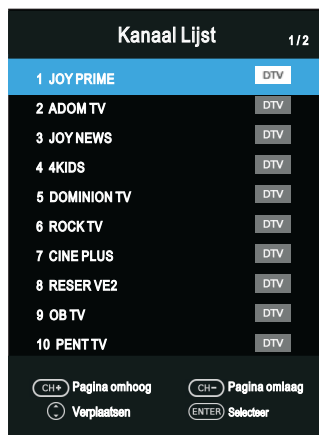 Kanaal Lijst 1/2
1 JOY PRIME DTV
2 ADOM TV DTV
3 JOY NEWS DTV
4 4KIDS DTV
5 DOMINION TV DTV
6 ROCK TV DTV
7 CINE PLUS DTV
8 RESERVE2 DTV
9 OB TV DTV
10 PENT TV DTV
CH+ Pagina omhoog CH- Pagina omlaag
Verplaatsen ENTER Selecteer